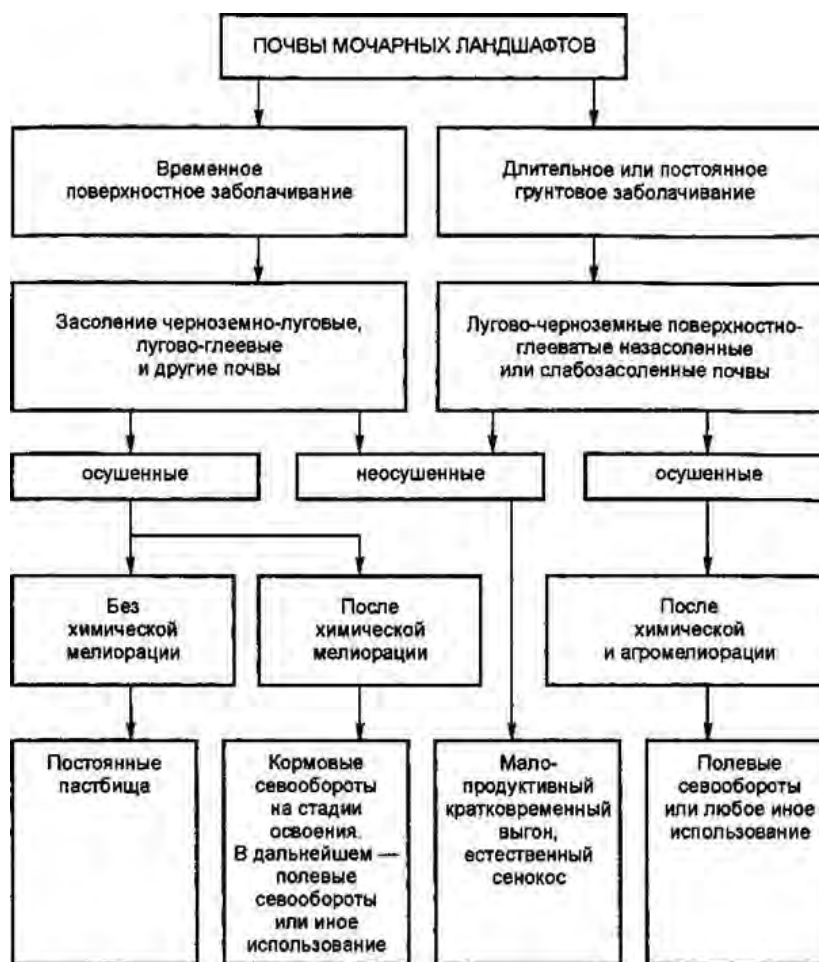 ПОЧВЫ МОЧАРНЫХ ЛАНДШАФТОВ
Временное
поверхностное заболачивание
Длительное или постоянное
грунтовое заболачивание
Засоление черноземно-луговые,
лугово-глеевые
и другие почвы
Лугово-черноземные поверхностно-
глееватые незасоленные
или слабозасоленные почвы
осушенные
неосушенные
осушенные
Без
химической
мелиорации
После
химической
мелиорации
После
химической
и агромелиорации
Постоянные
пастбища
Кормовые
севообороты
на стадии
освоения.
В дальнейшем —
полевые
севообороты
или иное
использование
Мало-
продуктивный
кратковременный
выгон,
естественный
сенокос
Полевые
севообороты
или любое иное
использование